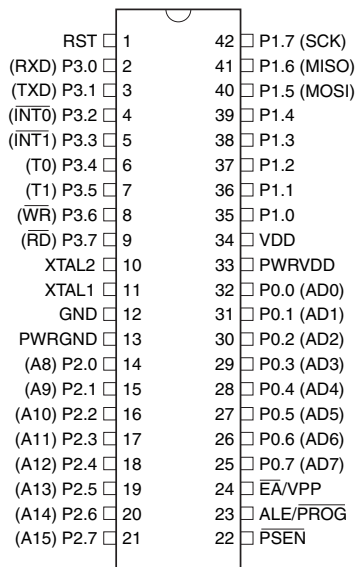 RST 1 42 P1.7 (SCK)
(RXD) P3.0 2 41 P1.6 (MISO)
(TXD) P3.1 3 40 P1.5 (MOSI)
(I̅N̅T̅0̅) P3.2 4 39 P1.4
(I̅N̅T̅1̅) P3.3 5 38 P1.3
(T0) P3.4 6 37 P1.2
(T1) P3.5 7 36 P1.1
(W̅R̅) P3.6 8 35 P1.0
(R̅D̅) P3.7 9 34 VDD
XTAL2 10 33 PWRVDD
XTAL1 11 32 P0.0 (AD0)
GND 12 31 P0.1 (AD1)
PWRGND 13 30 P0.2 (AD2)
(A8) P2.0 14 29 P0.3 (AD3)
(A9) P2.1 15 28 P0.4 (AD4)
(A10) P2.2 16 27 P0.5 (AD5)
(A11) P2.3 17 26 P0.6 (AD6)
(A12) P2.4 18 25 P0.7 (AD7)
(A13) P2.5 19 24 E̅A̅/VPP
(A14) P2.6 20 23 ALE/P̅R̅O̅G̅
(A15) P2.7 21 22 P̅S̅E̅N̅